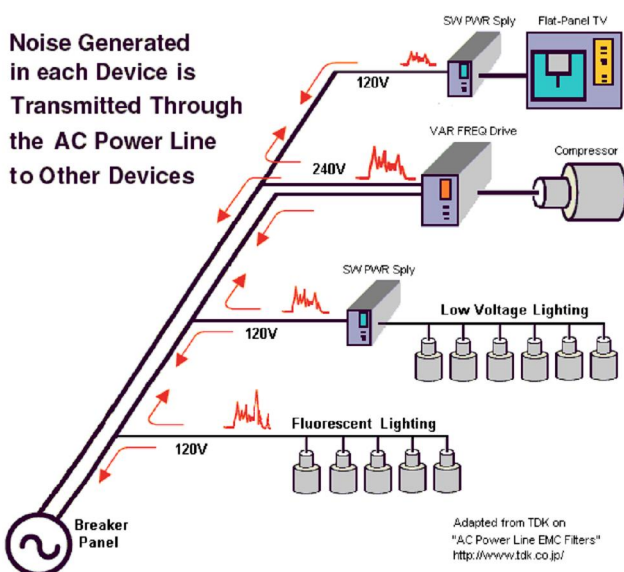 Noise Generated
in each Device is
Transmitted Through
the AC Power Line
to Other Devices
SW PWR Sply
Flat-Panel TV
120V
VAR FREQ Drive
Compressor
240V
SW PWR Sply
Low Voltage Lighting
120V
Fluorescent Lighting
120V
Breaker
Panel
Adapted from TDK on
"AC Power Line EMC Filters"
http://www.tdk.co.jp/